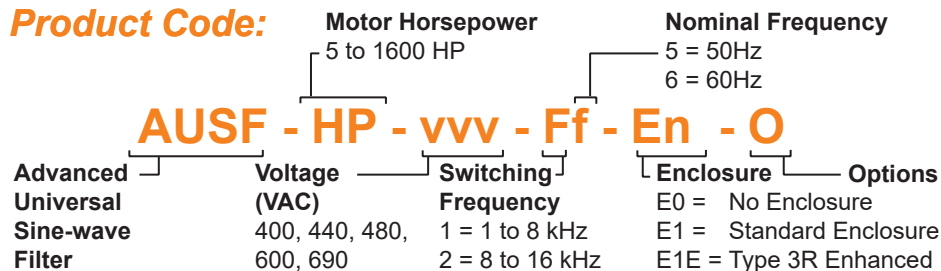 Product Code:
Motor Horsepower
5 to 1600 HP
Nominal Frequency
5 = 50Hz
6 = 60Hz
AUSF - HP - vvv - Ff - En - O
Advanced
Universal
Sine-wave
Filter
Voltage
(VAC)
400, 440, 480,
600, 690
Switching
Frequency
1 = 1 to 8 kHz
2 = 8 to 16 kHz
Enclosure
E0 = No Enclosure
E1 = Standard Enclosure
E1E = Type 3R Enhanced
Options